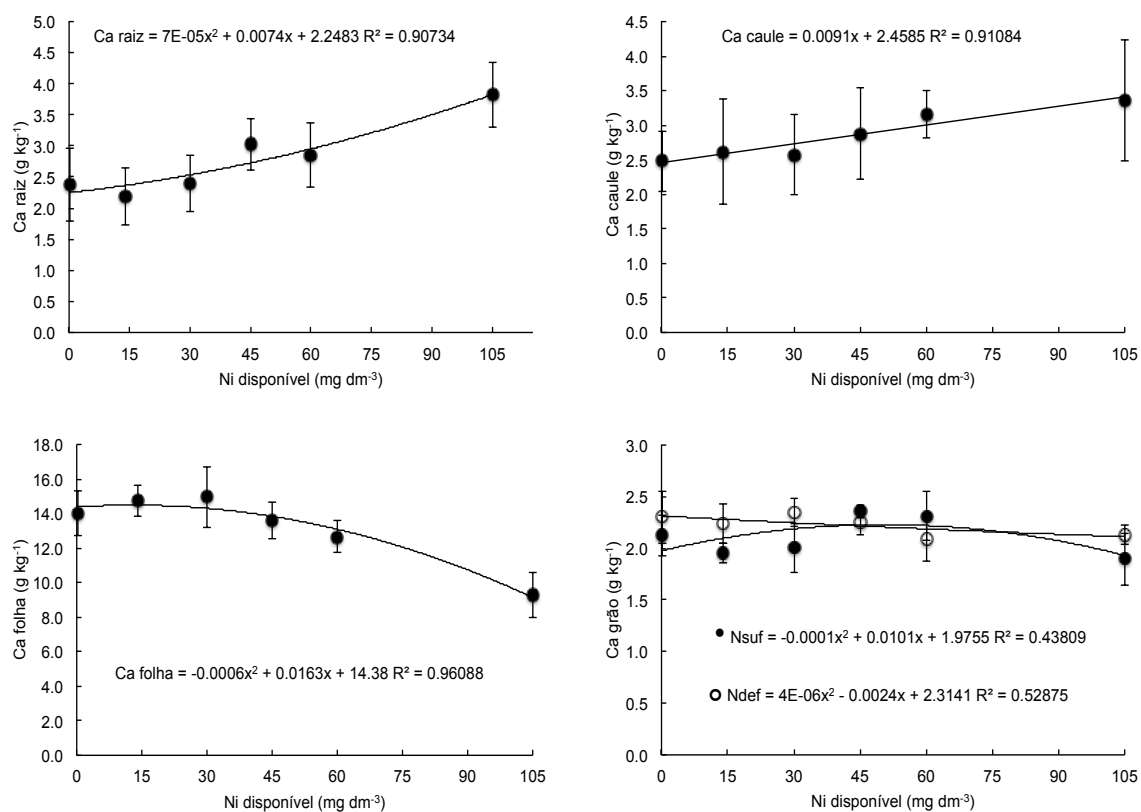 Ca raiz = 7E-05x² + 0.0074x + 2.2483 R² = 0.90734
Ca raiz (g kg⁻¹)
5.0
4.5
4.0
3.5
3.0
2.5
2.0
1.5
1.0
0.5
0.0
0 15 30 45 60 75 90 105
Ni disponível (mg dm⁻³)
Ca caule = 0.0091x + 2.4585 R² = 0.91084
Ca caule (g kg⁻¹)
4.5
4.0
3.5
3.0
2.5
2.0
1.5
1.0
0.5
0.0
0 15 30 45 60 75 90 105
Ni disponível (mg dm⁻³)
Ca folha (g kg⁻¹)
18.0
16.0
14.0
12.0
10.0
8.0
6.0
4.0
2.0
0.0
Ca folha = -0.0006x² + 0.0163x + 14.38 R² = 0.96088
0 15 30 45 60 75 90 105
Ni disponível (mg dm⁻³)
Ca grão (g kg⁻¹)
3.0
2.5
2.0
1.5
1.0
0.5
0.0
Nsuf = -0.0001x² + 0.0101x + 1.9755 R² = 0.43809
Ndef = 4E-06x² - 0.0024x + 2.3141 R² = 0.52875
0 15 30 45 60 75 90 105
Ni disponível (mg dm⁻³)